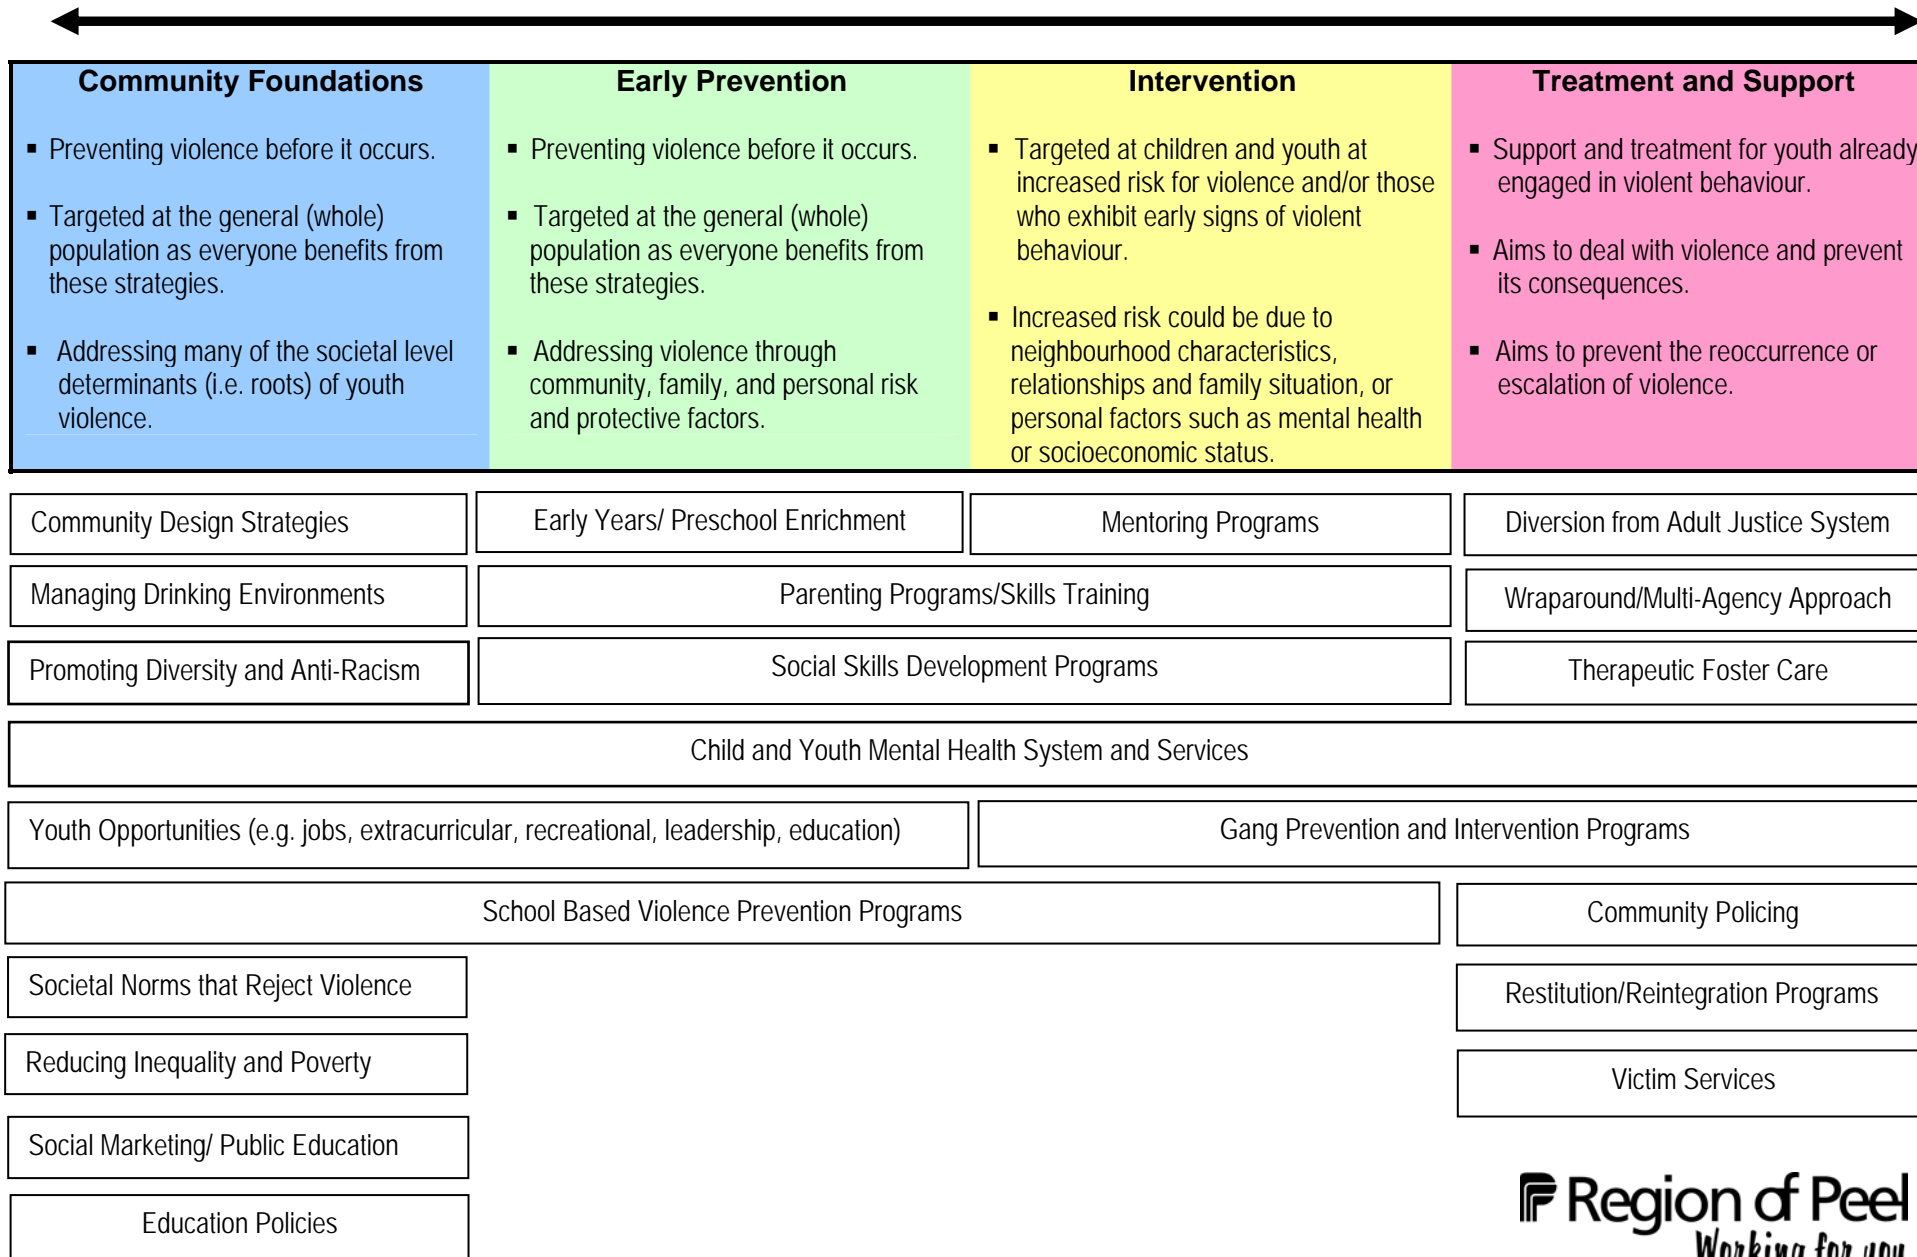 Community Foundations
▪ Preventing violence before it occurs.
▪ Targeted at the general (whole)
population as everyone benefits from
these strategies.
▪ Addressing many of the societal level
determinants (i.e. roots) of youth
violence.
Early Prevention
▪ Preventing violence before it occurs.
▪ Targeted at the general (whole)
population as everyone benefits from
these strategies.
▪ Addressing violence through
community, family, and personal risk
and protective factors.
Intervention
▪ Targeted at children and youth at
increased risk for violence and/or those
who exhibit early signs of violent
behaviour.
▪ Increased risk could be due to
neighbourhood characteristics,
relationships and family situation, or
personal factors such as mental health
or socioeconomic status.
Treatment and Support
▪ Support and treatment for youth already
engaged in violent behaviour.
▪ Aims to deal with violence and prevent
its consequences.
▪ Aims to prevent the reoccurrence or
escalation of violence.
Community Design Strategies
Early Years/ Preschool Enrichment
Mentoring Programs
Diversion from Adult Justice System
Managing Drinking Environments
Parenting Programs/Skills Training
Wraparound/Multi-Agency Approach
Promoting Diversity and Anti-Racism
Social Skills Development Programs
Therapeutic Foster Care
Child and Youth Mental Health System and Services
Youth Opportunities (e.g. jobs, extracurricular, recreational, leadership, education)
Gang Prevention and Intervention Programs
School Based Violence Prevention Programs
Community Policing
Societal Norms that Reject Violence
Restitution/Reintegration Programs
Reducing Inequality and Poverty
Victim Services
Social Marketing/ Public Education
Education Policies
Region of Peel
Working for you